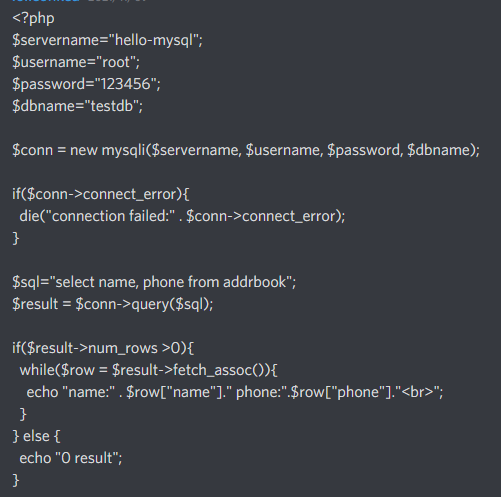 <?php
$servername="hello-mysql";
$username="root";
$password="123456";
$dbname="testdb";
$conn = new mysqli($servername, $username, $password, $dbname);
if($conn->connect_error){
die("connection failed:" . $conn->connect_error);
}
$sql="select name, phone from addrbook";
$result = $conn->query($sql);
if($result->num_rows >0){
while($row = $result->fetch_assoc()){
echo "name:" . $row["name"]." phone:".$row["phone"]."<br>";
}
} else {
echo "0 result";
}